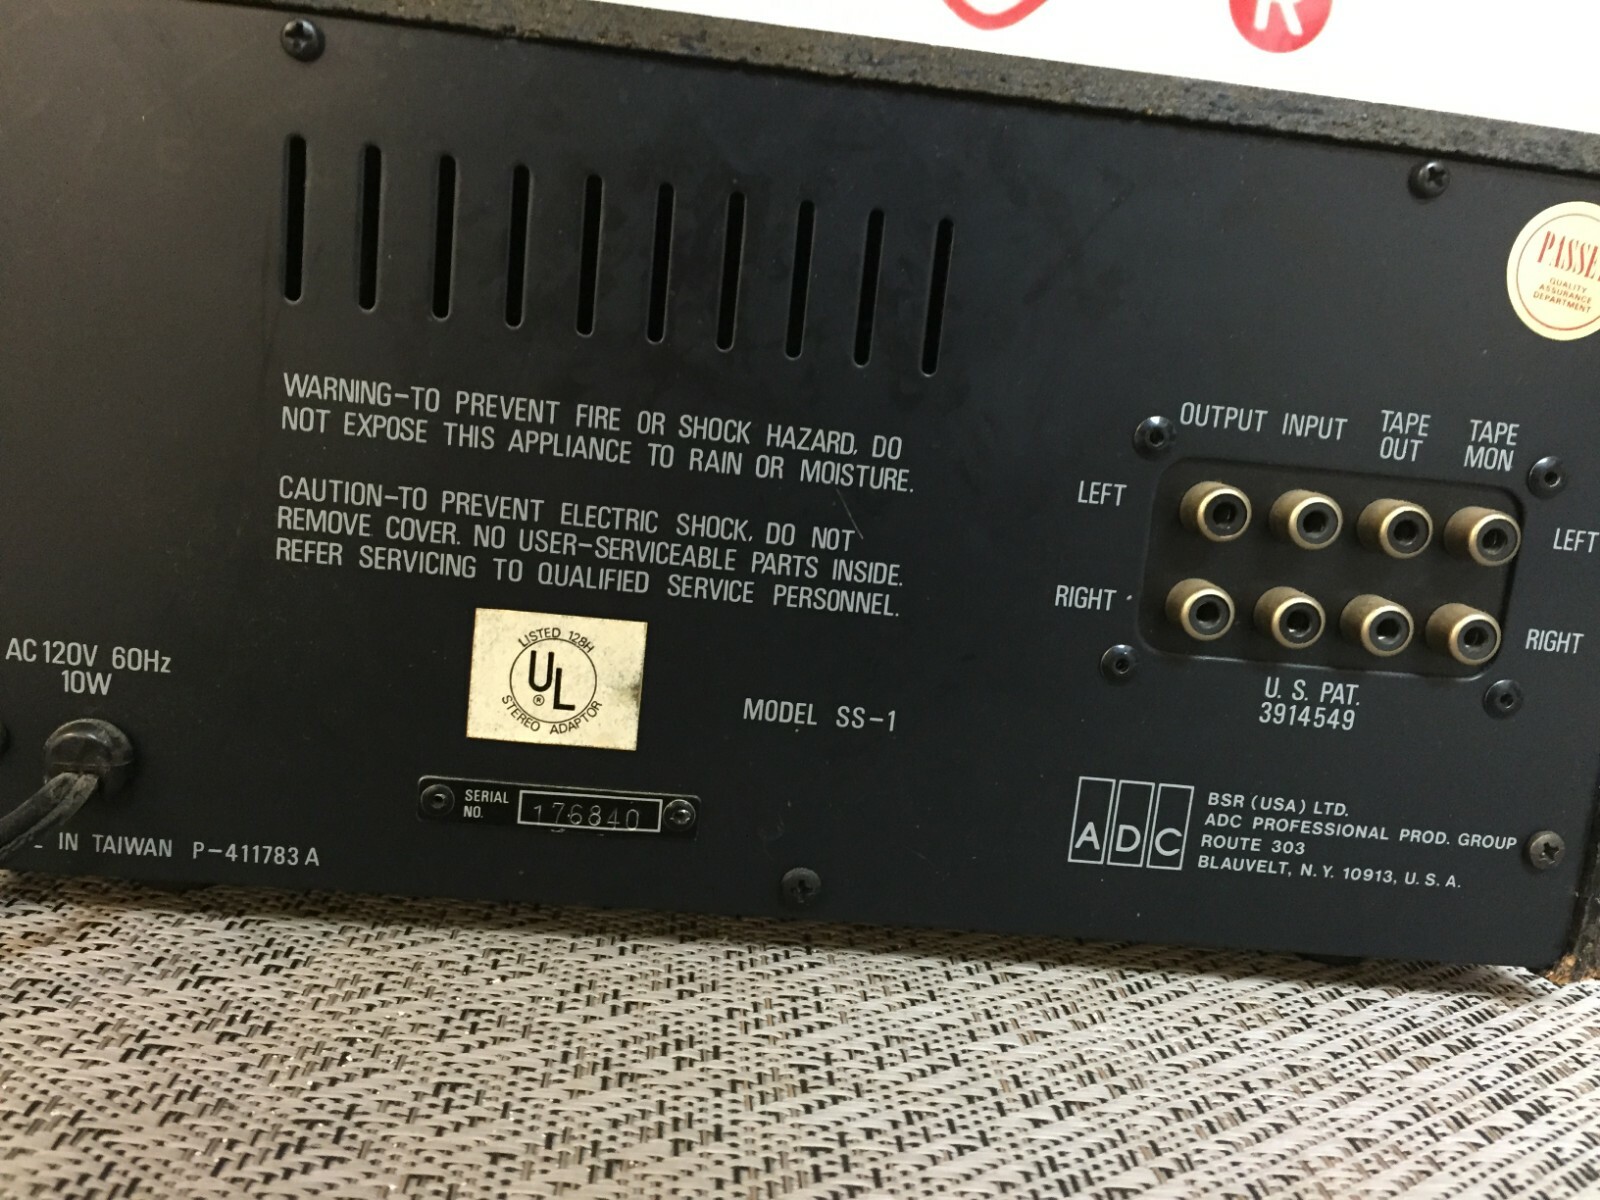 R
PASSE
QUALITY
ASSURANCE
DEPARTMENT
WARNING-TO PREVENT FIRE OR SHOCK HAZARD, DO
NOT EXPOSE THIS APPLIANCE TO RAIN OR MOISTURE.
CAUTION-TO PREVENT ELECTRIC SHOCK, DO NOT
REMOVE COVER. NO USER-SERVICEABLE PARTS INSIDE.
REFER SERVICING TO QUALIFIED SERVICE PERSONNEL.
OUTPUT INPUT TAPE OUT TAPE MON
LEFT LEFT
RIGHT RIGHT
U. S. PAT.
3914549
AC 120V 60Hz
10W
LISTED 128H
UL ®
STEREO ADAPTOR
MODEL SS-1
SERIAL NO. 176840
IN TAIWAN P-411783 A
ADC
BSR (USA) LTD.
ADC PROFESSIONAL PROD. GROUP
ROUTE 303
BLAUVELT, N.Y. 10913, U. S. A.